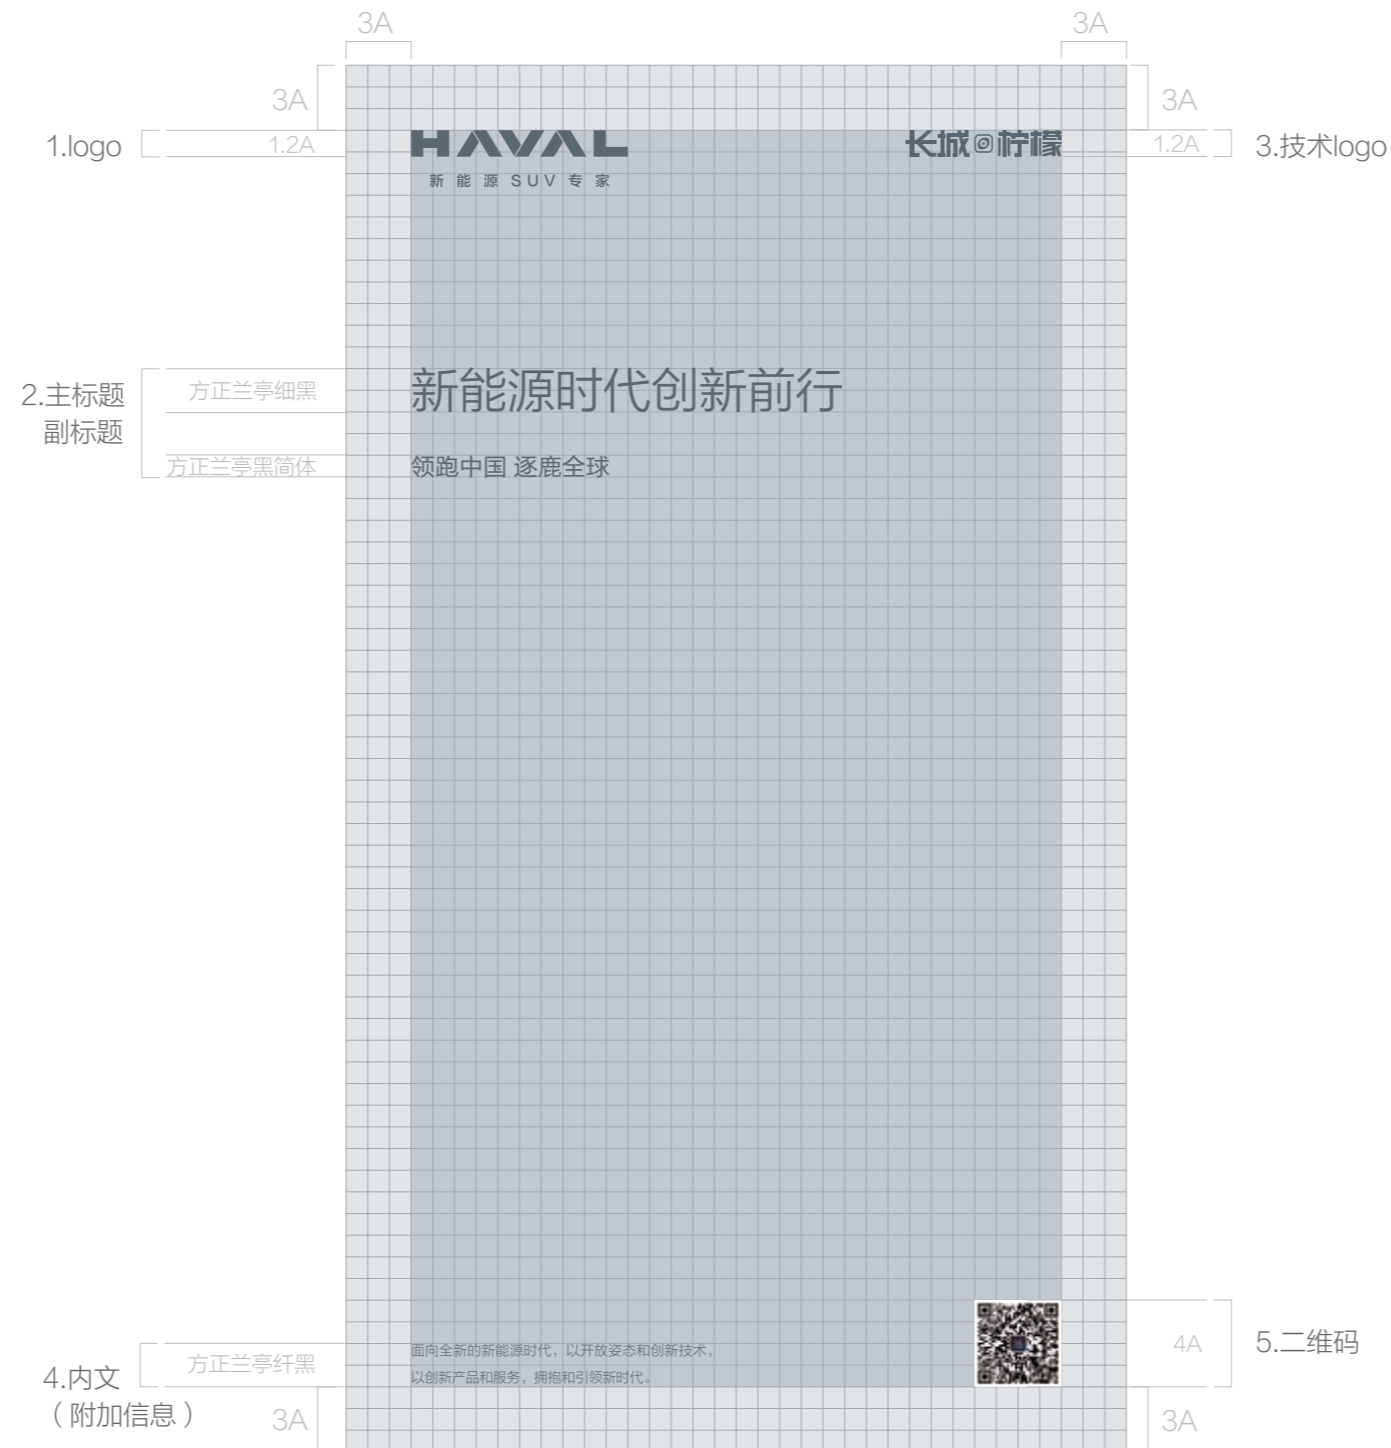 3A 3A
3A 3A
1.logo 1.2A HAVAL 长城柠檬 1.2A 3.技术logo
新能源SUV专家
2.主标题 方正兰亭细黑 新能源时代创新前行
副标题
方正兰亭黑简体 领跑中国 逐鹿全球
面向全新的新能源时代，以开放姿态和创新技术，
4A 5.二维码
方正兰亭纤黑
4.内文 以创新产品和服务，拥抱和引领新时代。
（附加信息）
3A 3A